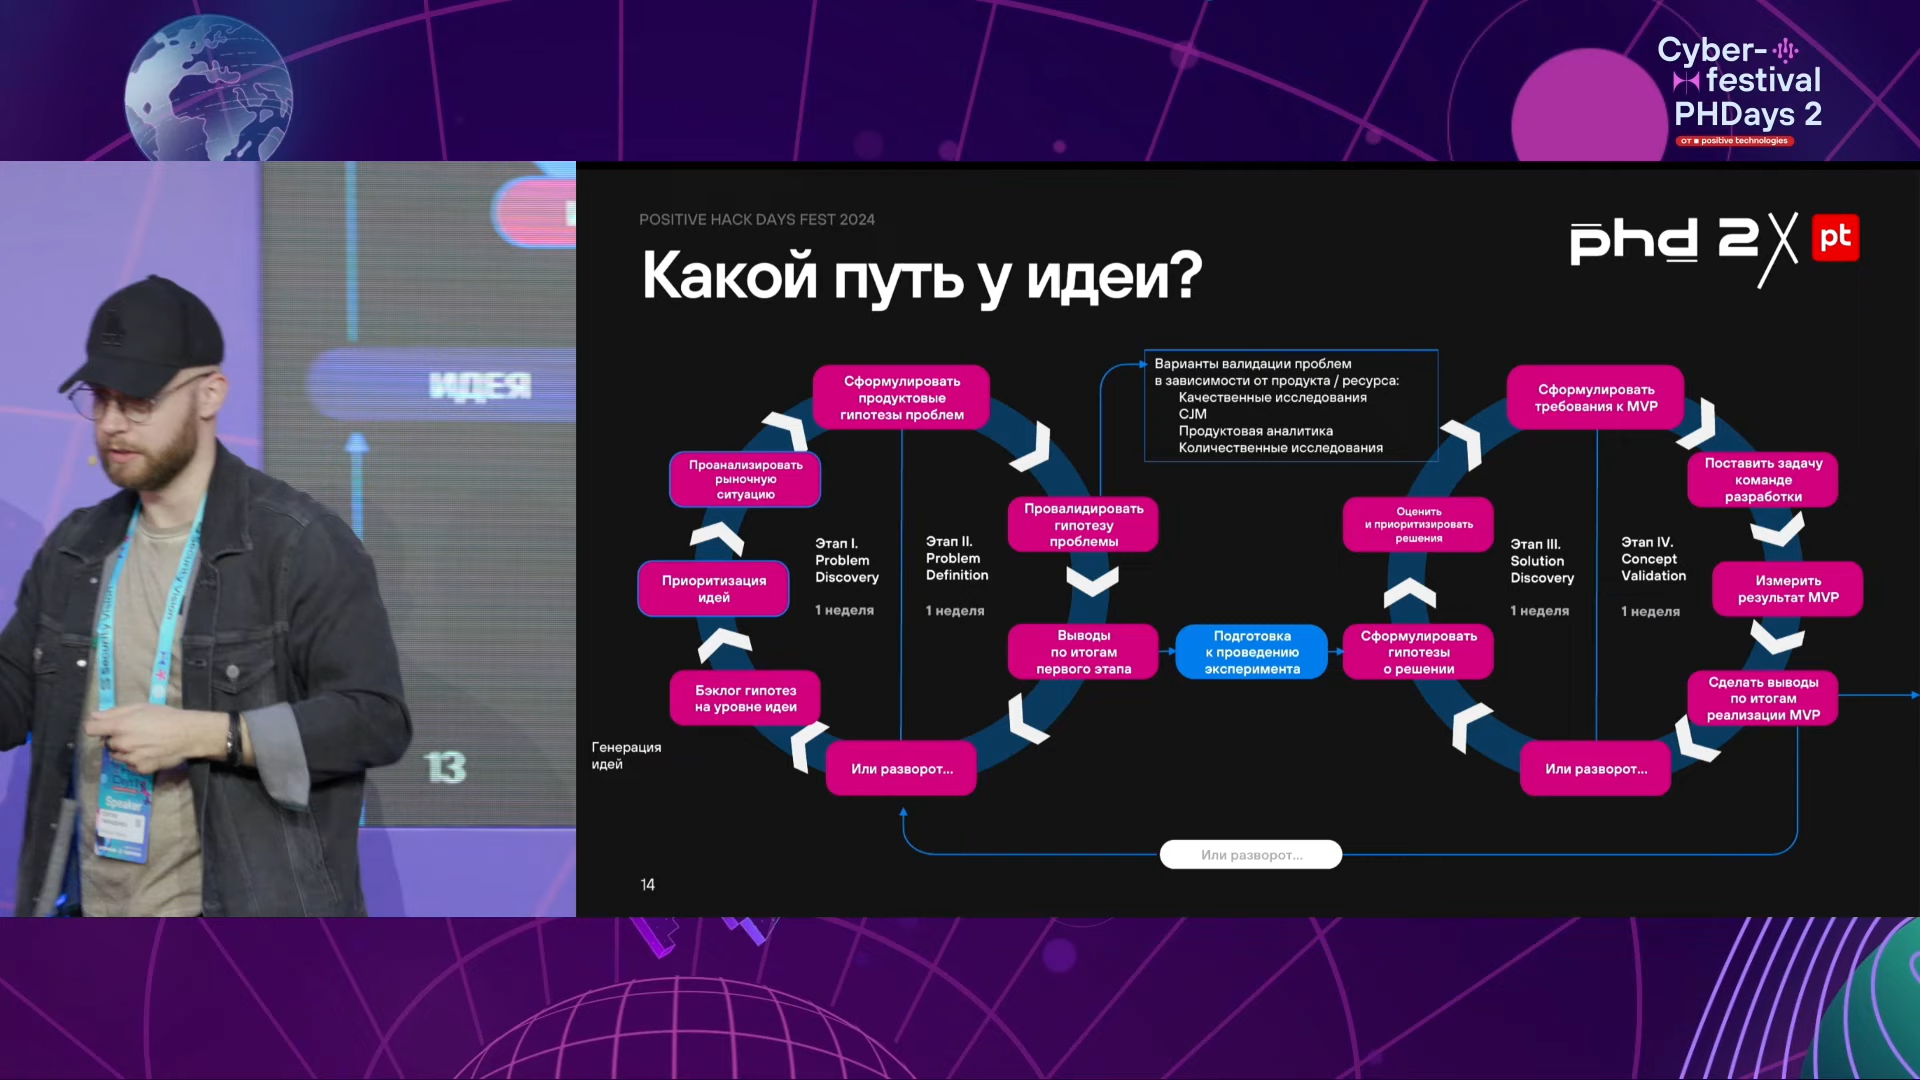 Cyber-
festival
PHDays 2
от positive technologies
POSITIVE HACK DAYS FEST 2024
Какой путь у идеи?
phd 2
pt
ИДЕЯ
13
Security Vision
Speaker
Сформулировать
продуктовые
гипотезы проблем
Проанализировать
рыночную
ситуацию
Приоритизация
идей
Бэклог гипотез
на уровне идеи
Генерация
идей
Или разворот...
Этап I.
Problem
Discovery
1 неделя
Этап II.
Problem
Definition
1 неделя
Провалидировать
гипотезу
проблемы
Выводы
по итогам
первого этапа
Варианты валидации проблем
в зависимости от продукта / ресурса:
Качественные исследования
CJM
Продуктовая аналитика
Количественные исследования
Подготовка
к проведению
эксперимента
Сформулировать
гипотезы
о решении
Оценить
и приоритизировать
решения
Сформулировать
требования к MVP
Этап III.
Solution
Discovery
1 неделя
Этап IV.
Concept
Validation
1 неделя
Поставить задачу
команде
разработки
Измерить
результат MVP
Сделать выводы
по итогам
реализации MVP
Или разворот...
Или разворот...
14